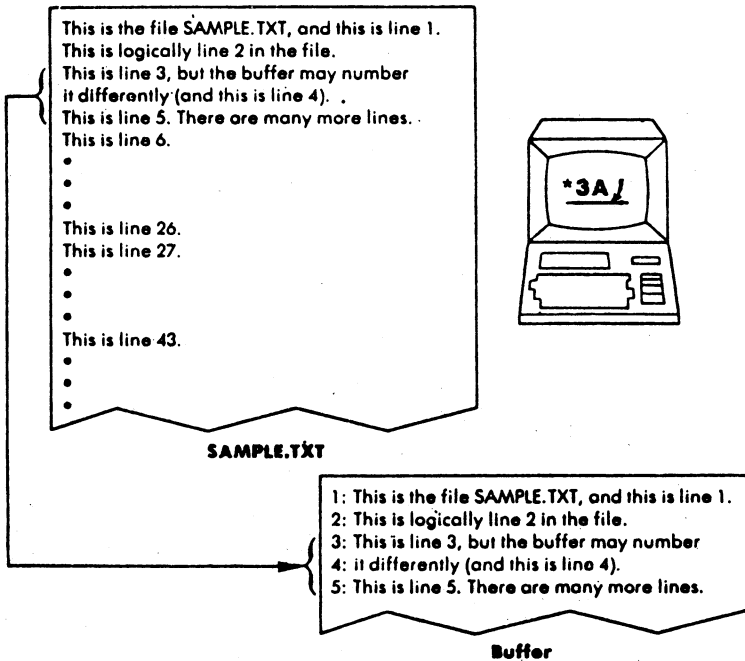 This is the file SAMPLE.TXT, and this is line 1.
This is logically line 2 in the file.
This is line 3, but the buffer may number
it differently (and this is line 4).
This is line 5. There are many more lines.
This is line 6.
•
•
•
This is line 26.
This is line 27.
•
•
•
This is line 43.
•
•
•
SAMPLE.TXT
*3A
1: This is the file SAMPLE.TXT, and this is line 1.
2: This is logically line 2 in the file.
3: This is line 3, but the buffer may number
4: it differently (and this is line 4).
5: This is line 5. There are many more lines.
Buffer